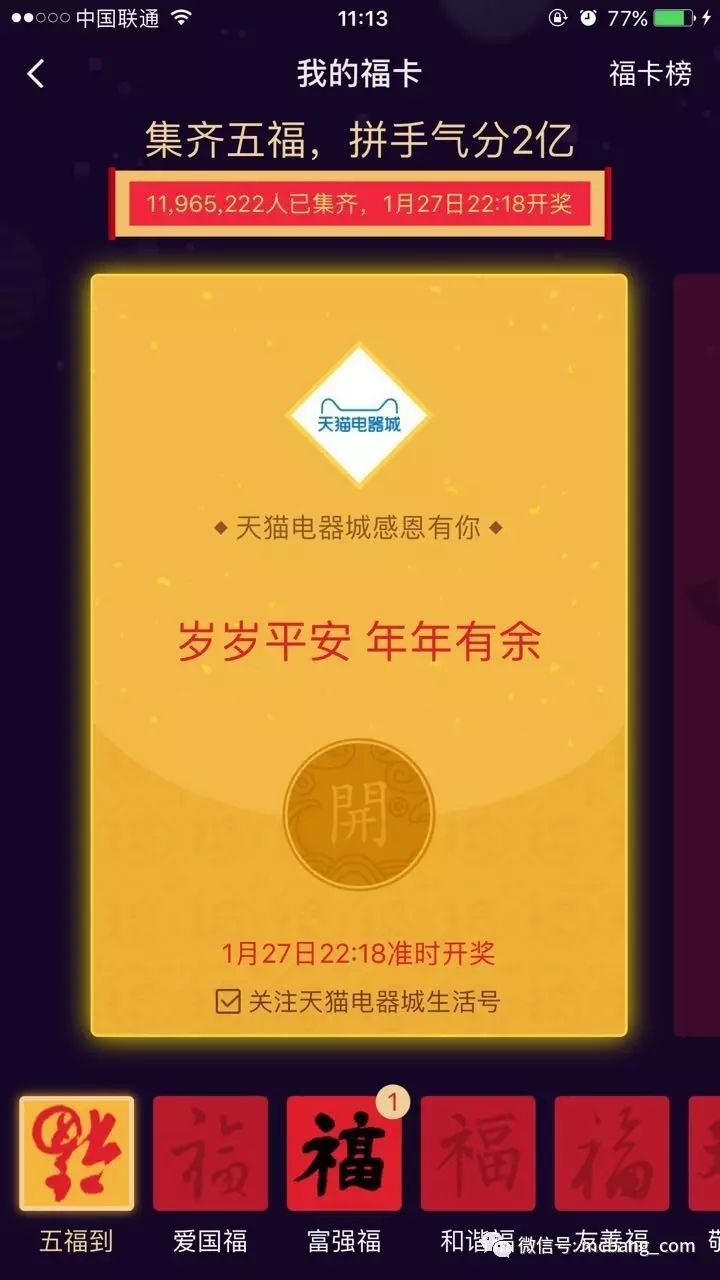 中国联通 11:13 77%
我的福卡 福卡榜
集齐五福，拼手气分2亿
11,965,222人已集齐，1月27日22:18开奖
天猫电器城
天猫电器城感恩有你
岁岁平安 年年有余
開
1月27日22:18准时开奖
关注天猫电器城生活号
福 福 福 福 福
1
五福到 爱国福 富强福 和谐福 友善福 敬
微信号: mcbang_com